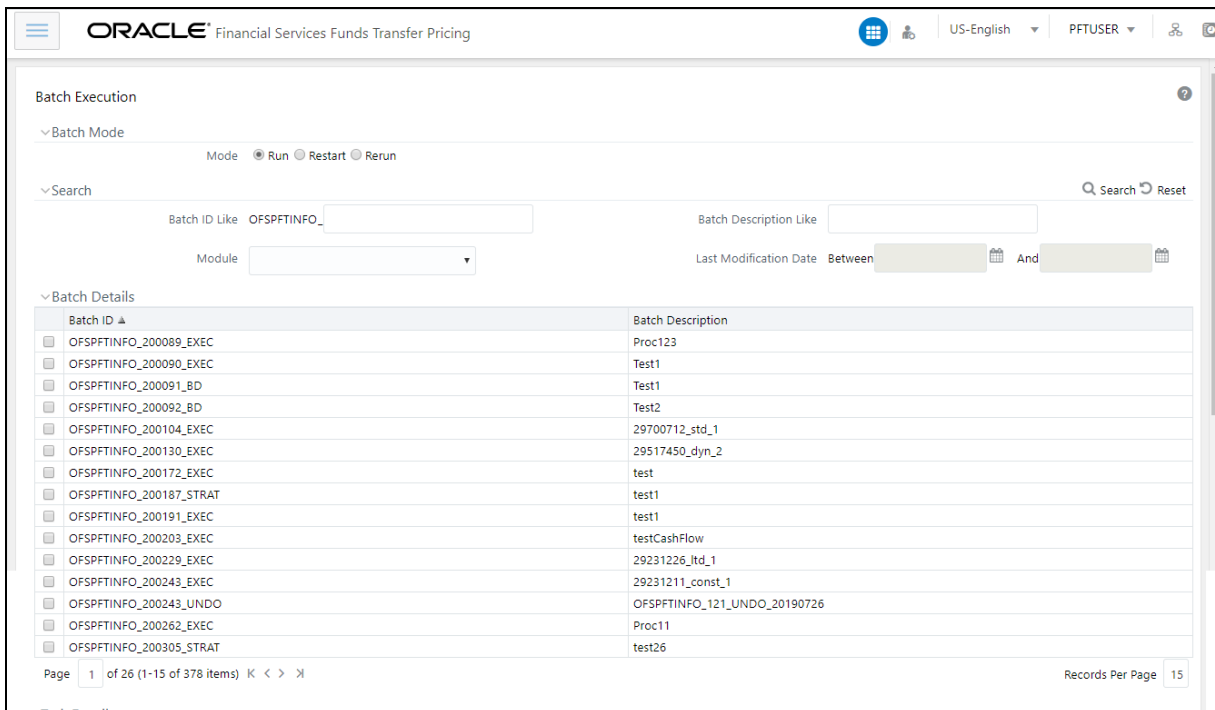 ORACLE® Financial Services Funds Transfer Pricing
US-English
PFTUSER
Batch Execution
Batch Mode
Mode Run Restart Rerun
Search
Search Reset
Batch ID Like OFSPFTINFO_
Batch Description Like
Module
Last Modification Date Between And
Batch Details
Batch ID Batch Description
OFSPFTINFO_200089_EXEC Proc123
OFSPFTINFO_200090_EXEC Test1
OFSPFTINFO_200091_BD Test1
OFSPFTINFO_200092_BD Test2
OFSPFTINFO_200104_EXEC 29700712_std_1
OFSPFTINFO_200130_EXEC 29517450_dyn_2
OFSPFTINFO_200172_EXEC test
OFSPFTINFO_200187_STRAT test1
OFSPFTINFO_200191_EXEC test1
OFSPFTINFO_200203_EXEC testCashFlow
OFSPFTINFO_200229_EXEC 29231226_ltd_1
OFSPFTINFO_200243_EXEC 29231211_const_1
OFSPFTINFO_200243_UNDO OFSPFTINFO_121_UNDO_20190726
OFSPFTINFO_200262_EXEC Proc11
OFSPFTINFO_200305_STRAT test26
Page 1 of 26 (1-15 of 378 items)
Records Per Page 15